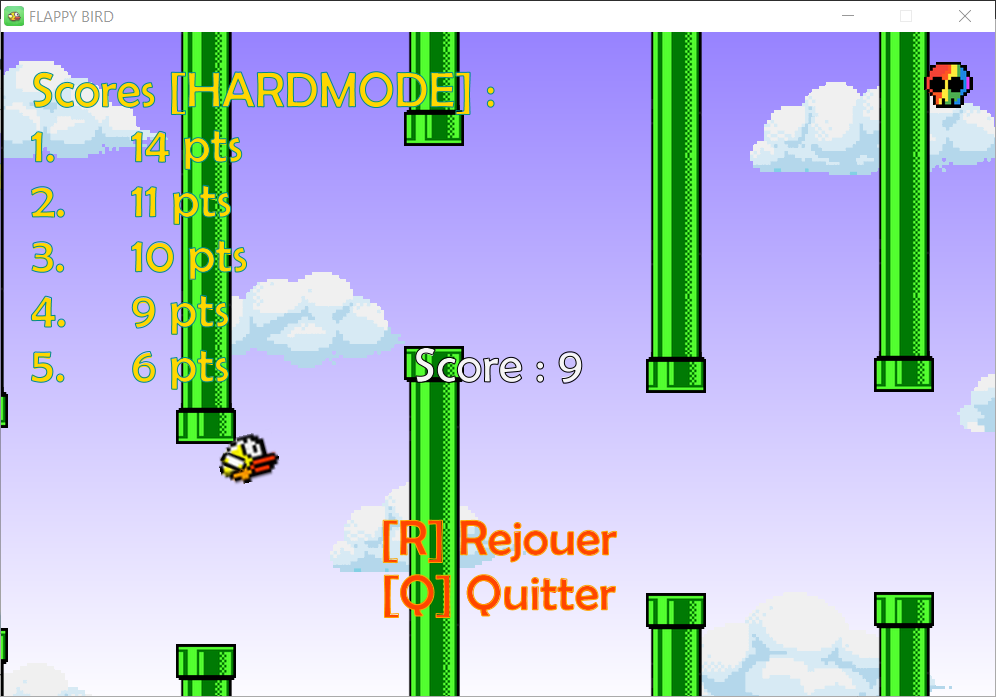 FLAPPY BIRD
Scores [HARDMODE] :
1. 14 pts
2. 11 pts
3. 10 pts
4. 9 pts
5. 6 pts
Score : 9
[R] Rejouer
[Q] Quitter